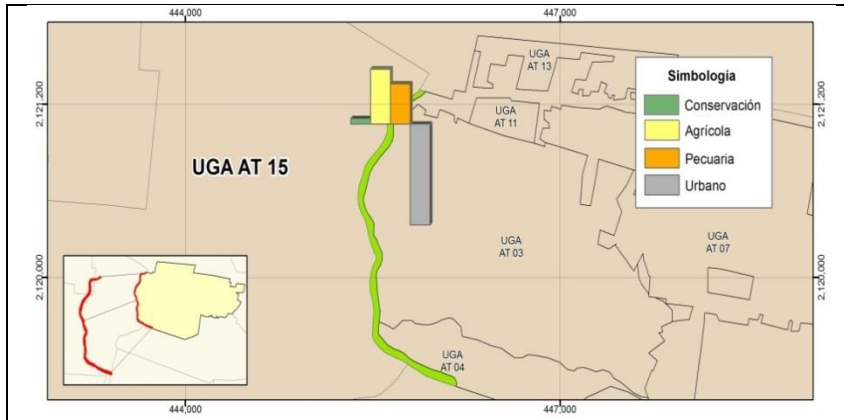 444,000
447,000
UGA
AT 13
Simbología
Conservación
Agrícola
Pecuaria
Urbano
2,121,200
2,121,200
UGA
AT 11
UGA AT 15
UGA
AT 03
UGA
AT 07
2,120,000
2,120,000
UGA
AT 04
444,000
447,000